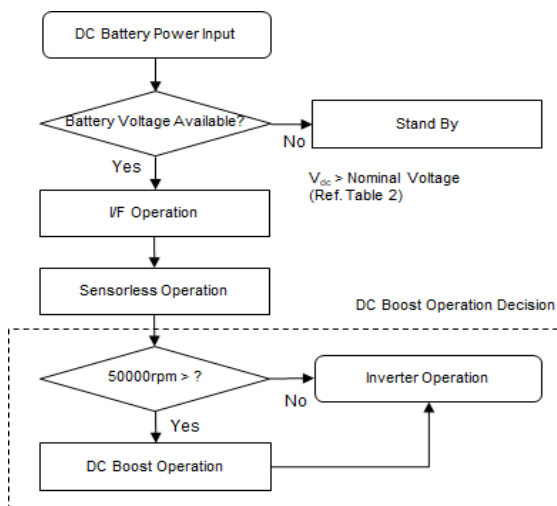 DC Battery Power Input
Battery Voltage Available?
No
Stand By
Yes
Vdc > Nominal Voltage
(Ref. Table 2)
I/F Operation
Sensorless Operation
DC Boost Operation Decision
50000rpm > ?
No
Inverter Operation
Yes
DC Boost Operation